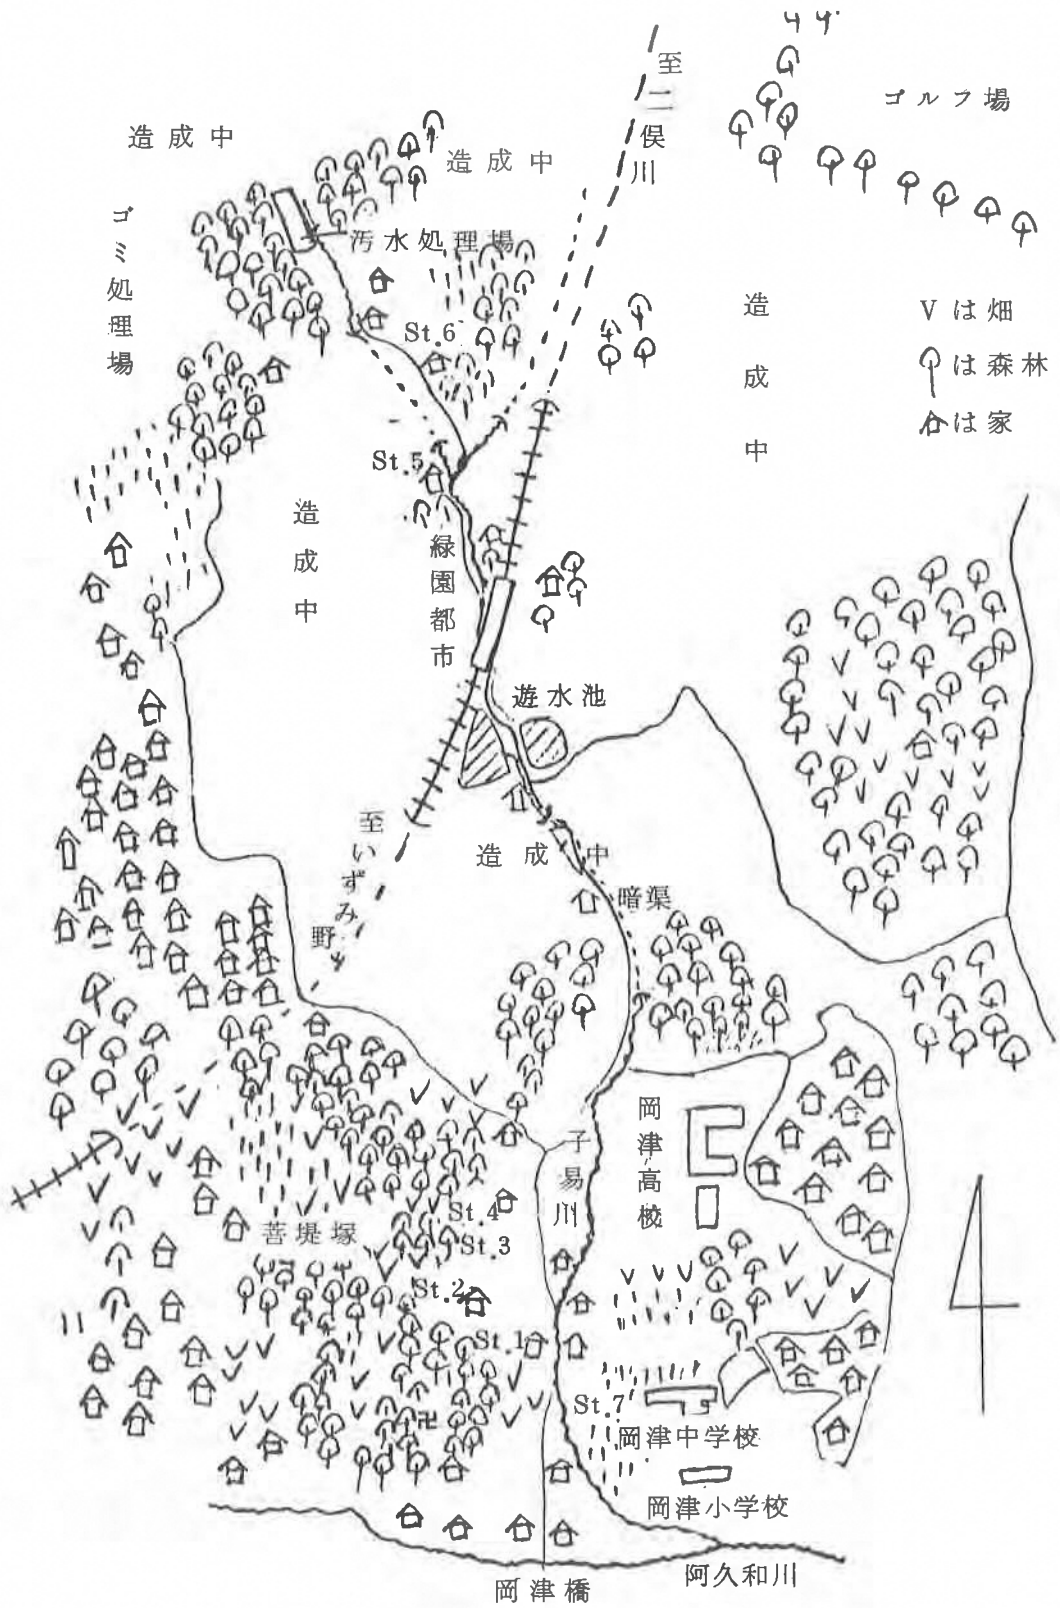 ゴルフ場
至二俣川
造成中
造成中
ゴミ処理場
汚水処理場
St.6
造成中
Vは畑
は森林
は家
St.5
造成中
緑園都市
遊水池
至いずみ野
造成中
暗渠
岡津高校
子易川
St.4
菩堤塚
St.3
St.2
St.1
St.7
卍
岡津中学校
岡津小学校
阿久和川
岡津橋